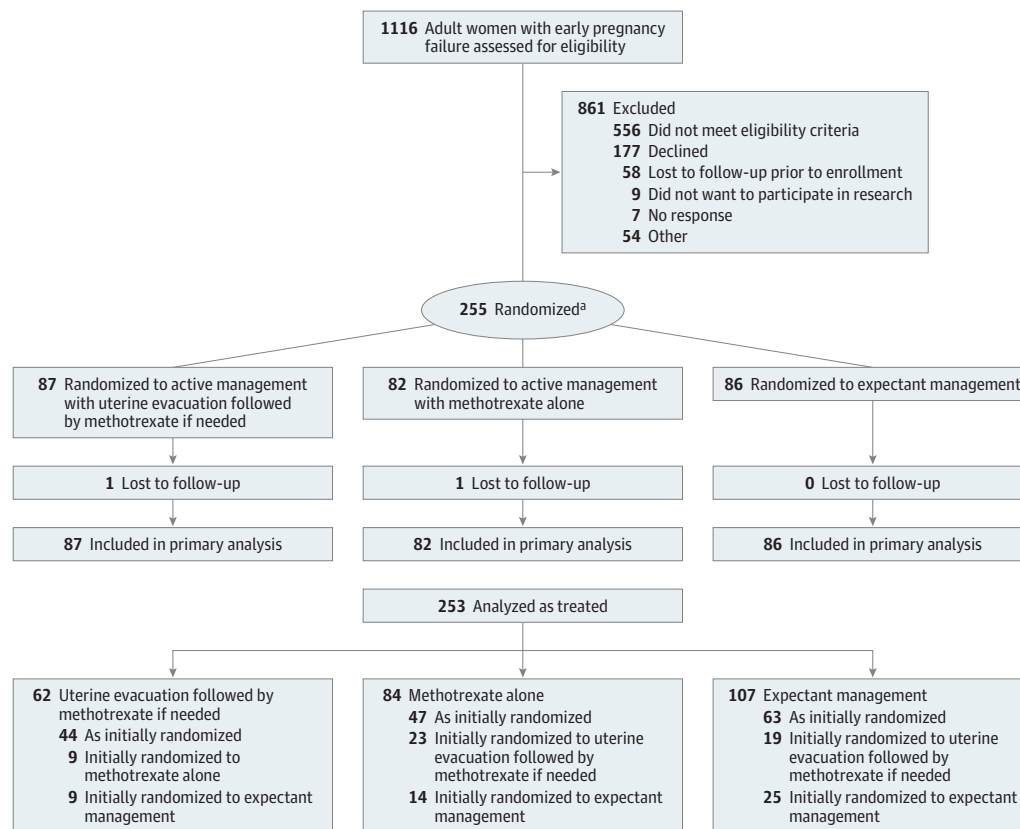 1116 Adult women with early pregnancy
failure assessed for eligibility
861 Excluded
556 Did not meet eligibility criteria
177 Declined
58 Lost to follow-up prior to enrollment
9 Did not want to participate in research
7 No response
54 Other
255 Randomizedᵃ
87 Randomized to active management
with uterine evacuation followed
by methotrexate if needed
82 Randomized to active management
with methotrexate alone
86 Randomized to expectant management
1 Lost to follow-up
1 Lost to follow-up
0 Lost to follow-up
87 Included in primary analysis
82 Included in primary analysis
86 Included in primary analysis
253 Analyzed as treated
62 Uterine evacuation followed by
methotrexate if needed
44 As initially randomized
9 Initially randomized to
methotrexate alone
9 Initially randomized to expectant
management
84 Methotrexate alone
47 As initially randomized
23 Initially randomized to uterine
evacuation followed by
methotrexate if needed
14 Initially randomized to expectant
management
107 Expectant management
63 As initially randomized
19 Initially randomized to uterine
evacuation followed by
methotrexate if needed
25 Initially randomized to expectant
management